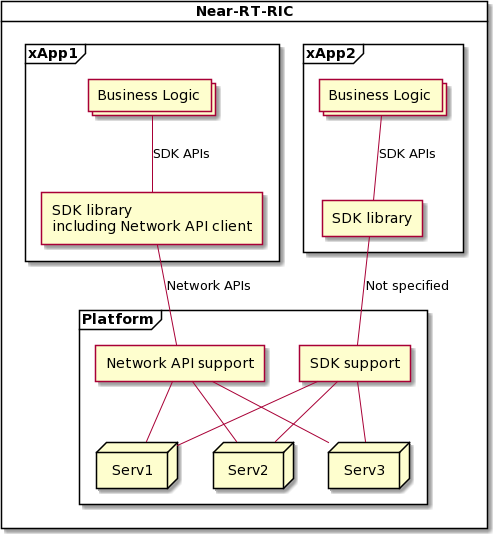 Near-RT-RIC
xApp1
xApp2
Business Logic
Business Logic
SDK APIs
SDK APIs
SDK library
including Network API client
SDK library
Network APIs
Not specified
Platform
Network API support
SDK support
Serv1
Serv2
Serv3